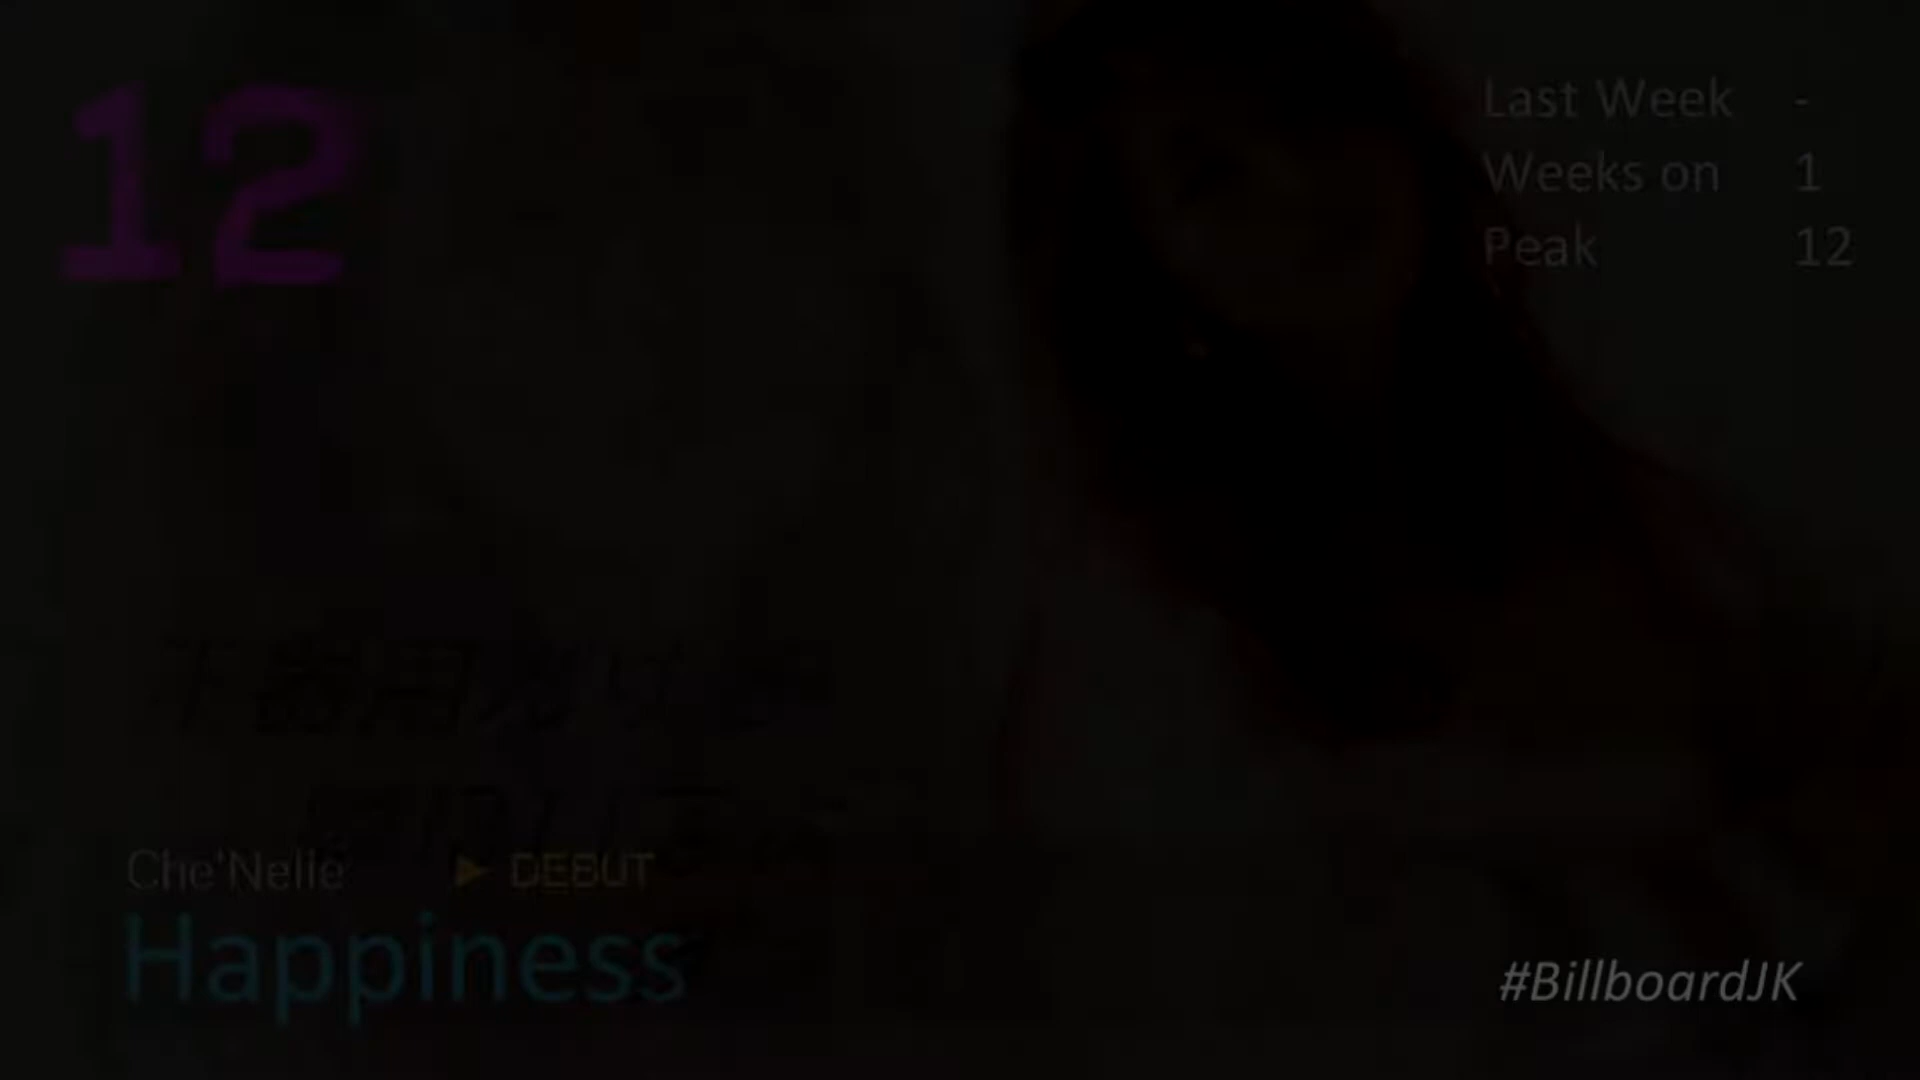 12
Last Week -
Weeks on 1
Peak 12
Che'Nelle ► DEBUT
Happiness
#BillboardJK